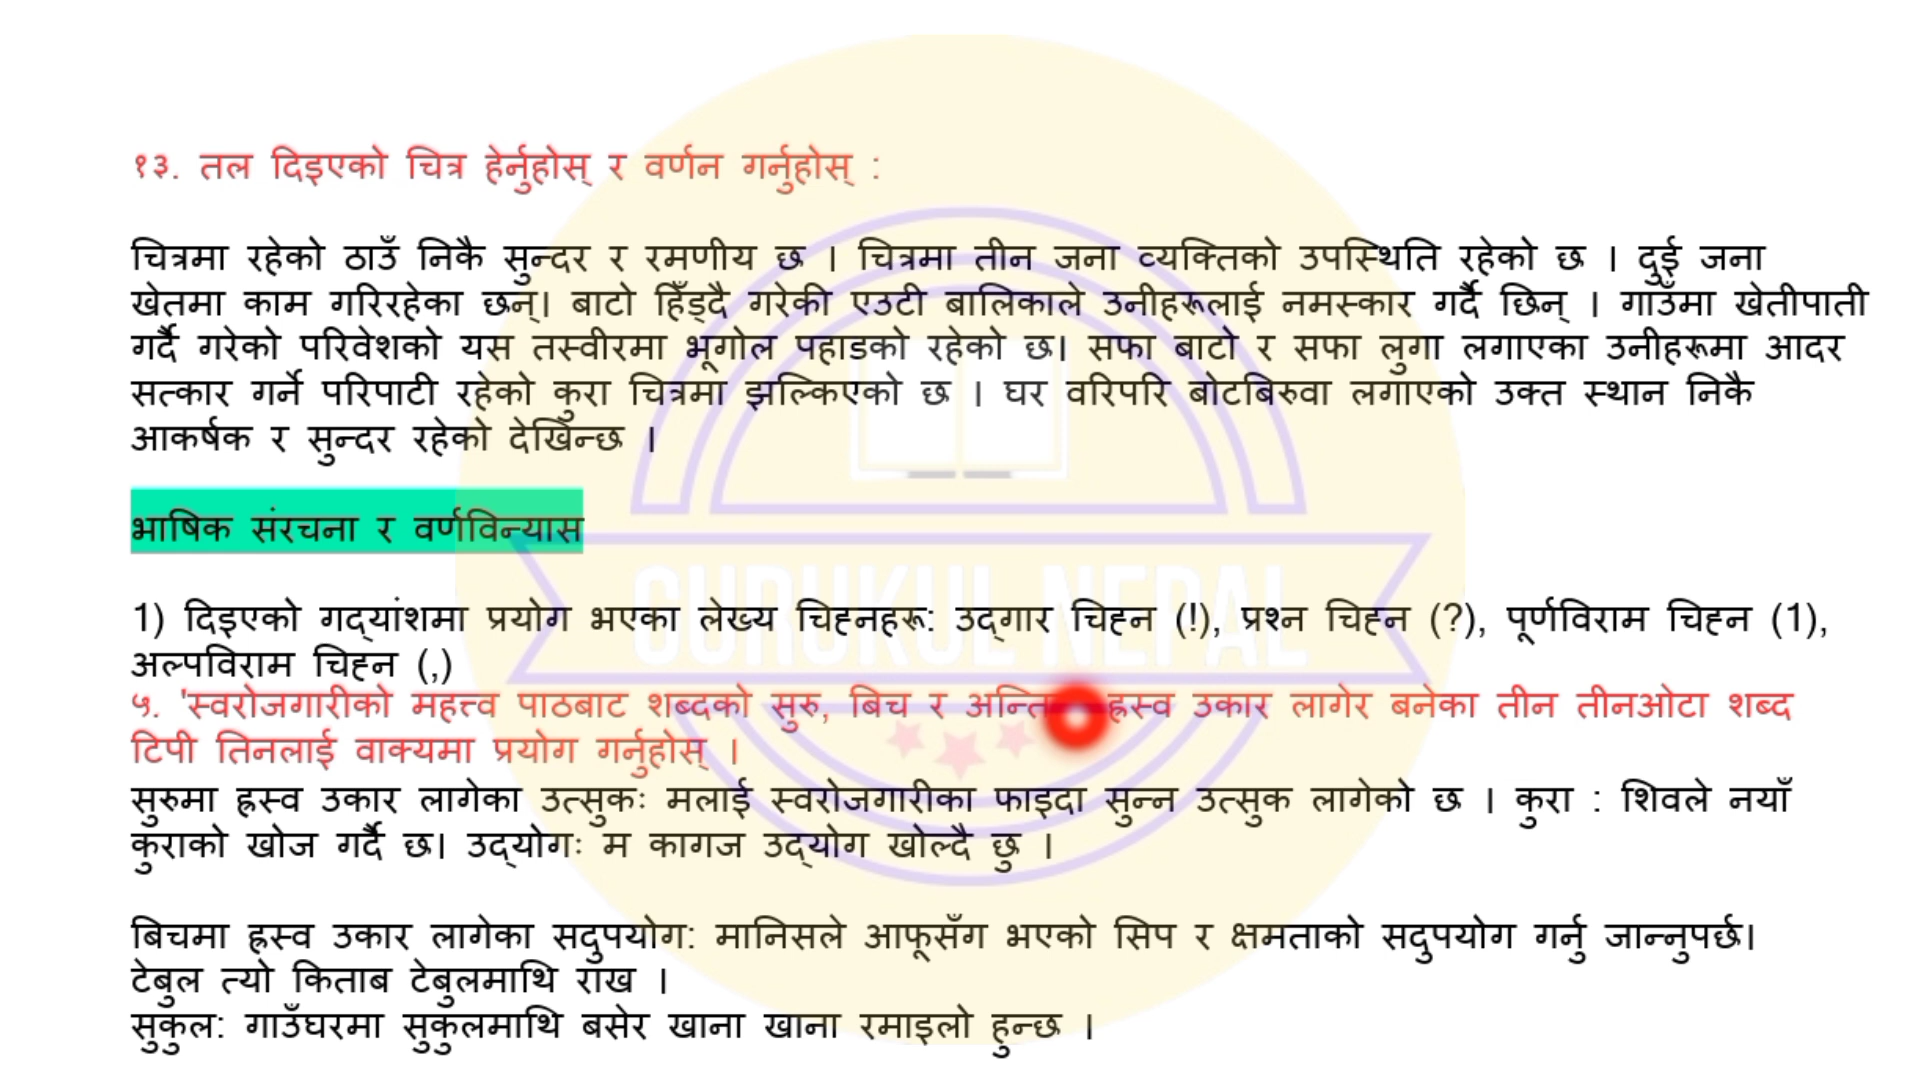 १३. तल दिइएको चित्र हेर्नुहोस् र वर्णन गर्नुहोस् :
चित्रमा रहेको ठाउँ निकै सुन्दर र रमणीय छ । चित्रमा तीन जना व्यक्तिको उपस्थिति रहेको छ । दुई जना
खेतमा काम गरिरहेका छन्। बाटो हिँड्दै गरेकी एउटी बालिकाले उनीहरूलाई नमस्कार गर्दै छिन् । गाउँमा खेतीपाती
गर्दै गरेको परिवेशको यस तस्वीरमा भूगोल पहाडको रहेको छ। सफा बाटो र सफा लुगा लगाएका उनीहरूमा आदर
सत्कार गर्ने परिपाटी रहेको कुरा चित्रमा झल्किएको छ । घर वरिपरि बोटबिरुवा लगाएको उक्त स्थान निकै
आकर्षक र सुन्दर रहेको देखिन्छ ।
भाषिक संरचना र वर्णविन्यास
1) दिइएको गद्यांशमा प्रयोग भएका लेख्य चिह्नहरू: उद्गार चिह्न (!), प्रश्न चिह्न (?), पूर्णविराम चिह्न (1),
अल्पविराम चिह्न (,)
५. 'स्वरोजगारीको महत्त्व पाठबाट शब्दको सुरु, बिच र ह्रस्व उकार लागेर बनेका तीन तीनओटा शब्द
टिपी तिनलाई वाक्यमा प्रयोग गर्नुहोस् ।
सुरुमा ह्रस्व उकार लागेका उत्सुकः मलाई स्वरोजगारीका फाइदा सुन्न उत्सुक लागेको छ । कुरा : शिवले नयाँ
कुराको खोज गर्दै छ। उद्योगः म कागज उद्योग खोल्दै छु ।
बिचमा ह्रस्व उकार लागेका सदुपयोग: मानिसले आफूसँग भएको सिप र क्षमताको सदुपयोग गर्नु जान्नुपर्छ।
टेबुल त्यो किताब टेबुलमाथि राख ।
सुकुल: गाउँघरमा सुकुलमाथि बसेर खाना खाना रमाइलो हुन्छ ।
GURUKUL NEPAL